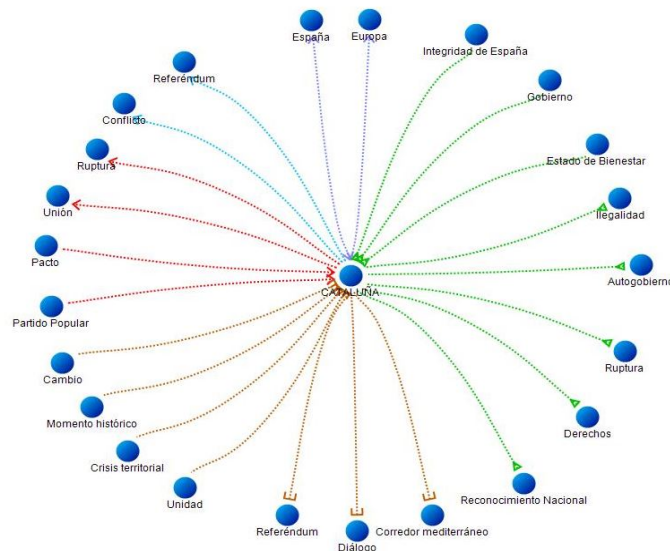 España
Europa
Integridad de España
Referéndum
Gobierno
Conflicto
Estado de Bienestar
Ruptura
Ilegalidad
Unión
Pacto
Autogobierno
CATALUÑA
Partido Popular
Ruptura
Cambio
Momento histórico
Derechos
Crisis territorial
Unidad
Reconocimiento Nacional
Referéndum
Corredor mediterráneo
Diálogo